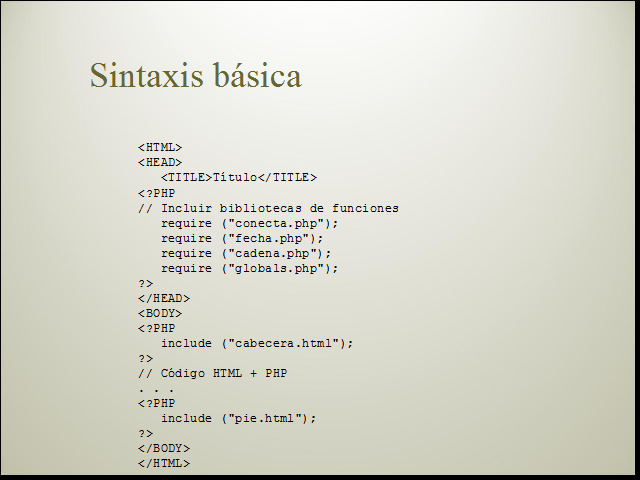 Sintaxis básica
<HTML>
<HEAD>
<TITLE>Título</TITLE>
<?PHP
// Incluir bibliotecas de funciones
require ("conecta.php");
require ("fecha.php");
require ("cadena.php");
require ("globals.php");
?>
</HEAD>
<BODY>
<?PHP
include ("cabecera.html");
?>
// Código HTML + PHP
. . .
<?PHP
include ("pie.html");
?>
</BODY>
</HTML>